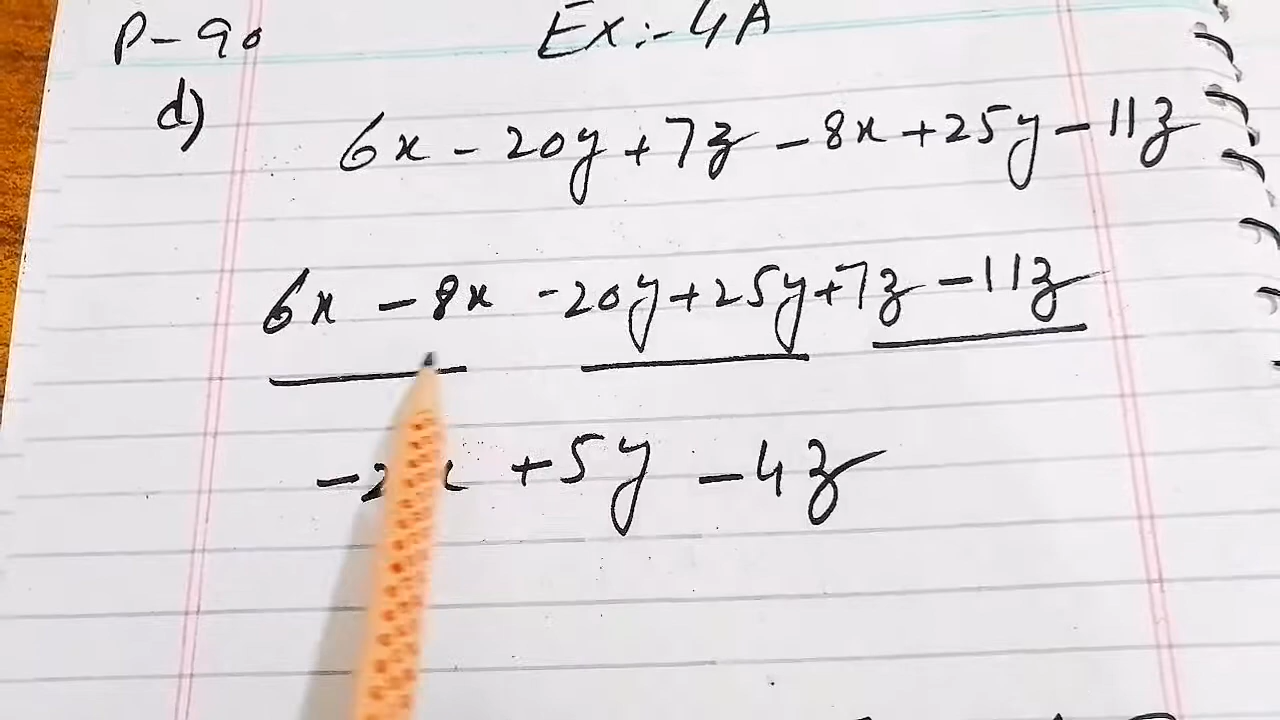 P-90 Ex:- 4A
d)
6x - 20y + 7z - 8x + 25y - 11z
6x - 8x - 20y + 25y + 7z - 11z
+5y - 4z